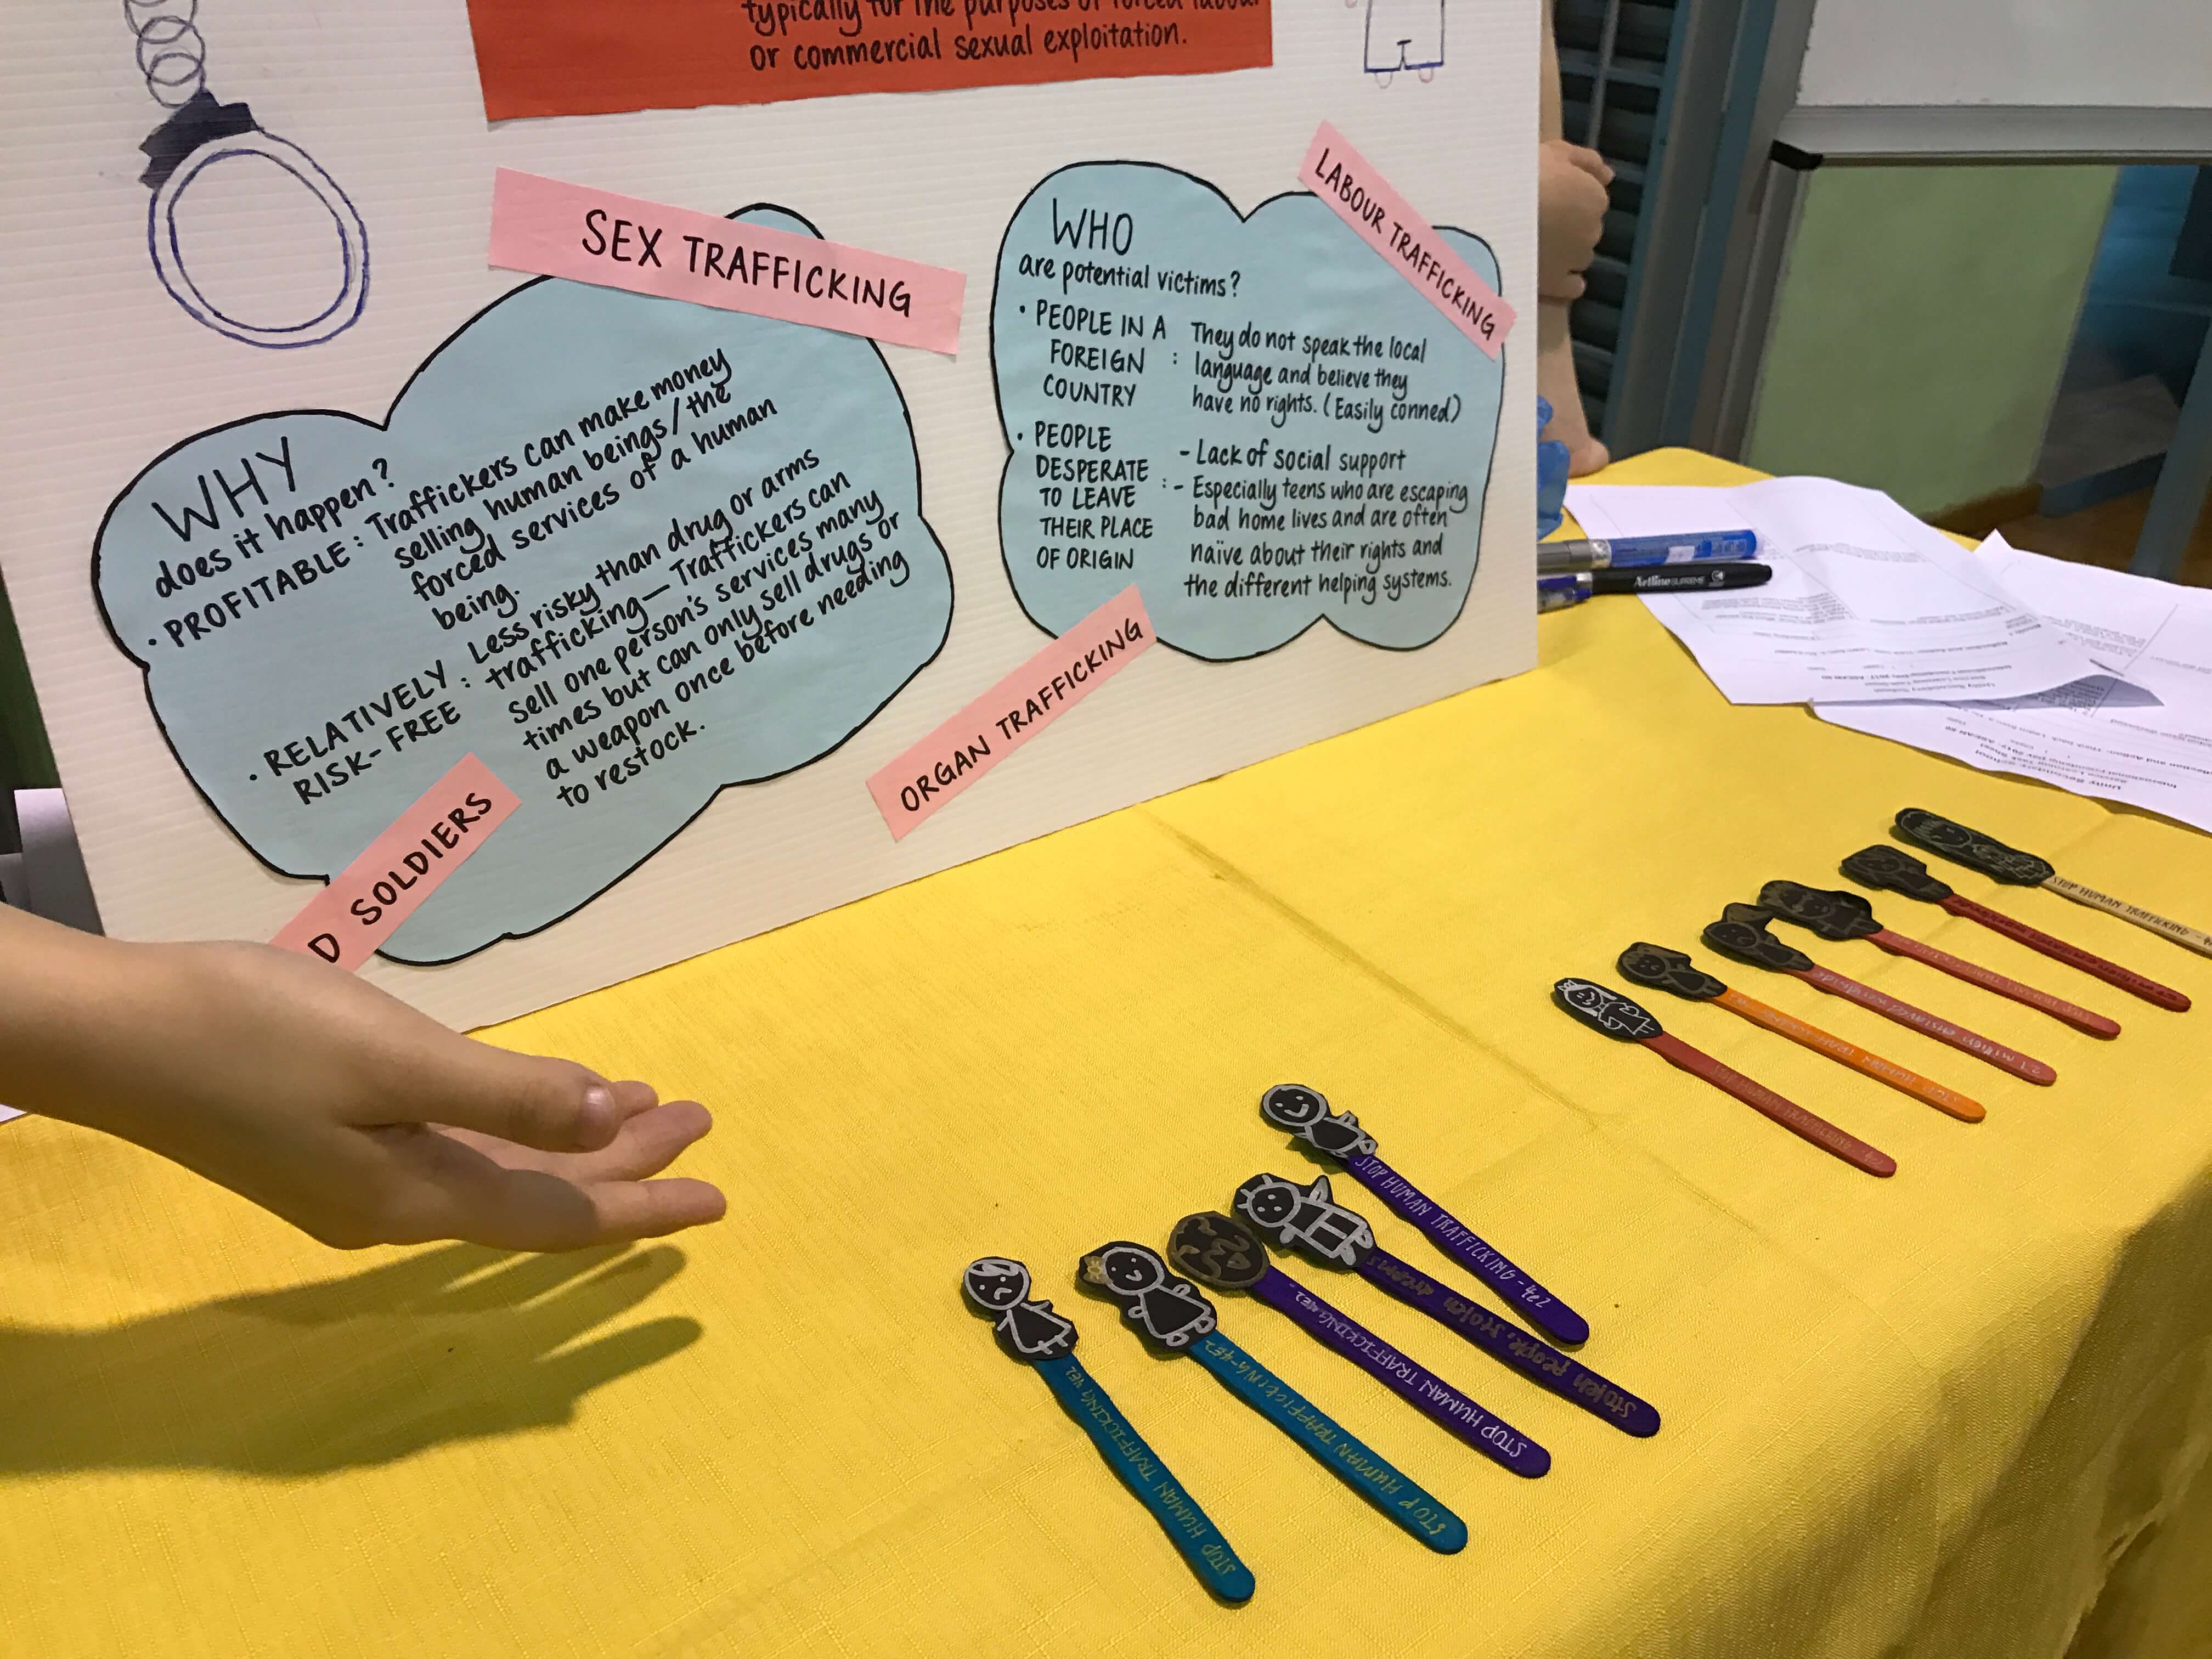 typically for the purposes of forced labour
or commercial sexual exploitation.
SEX TRAFFICKING
WHY
does it happen?
• PROFITABLE : Traffickers can make money
selling human beings/the
forced services of a human
being.
• RELATIVELY RISK-FREE : Less risky than drug or arms
trafficking — Traffickers can
sell one person's services many
times but can only sell drugs or
a weapon once before needing
to restock.
D SOLDIERS
LABOUR TRAFFICKING
WHO
are potential victims?
• PEOPLE IN A FOREIGN COUNTRY : They do not speak the local
language and believe they
have no rights. (Easily conned)
• PEOPLE DESPERATE TO LEAVE THEIR PLACE OF ORIGIN : - Lack of social support
- Especially teens who are escaping
bad home lives and are often
naïve about their rights and
the different helping systems.
ORGAN TRAFFICKING
Artline SUPREME
STOP HUMAN TRAFFICKING
STOP HUMAN TRAFFICKING
STOP HUMAN TRAFFICKING - 4e2
stolen people, stolen dreams
STOP HUMAN TRAFFICKING-4E2
STOP HUMAN TRAFFICKING-4E2
STOP HUMAN TRAFFICKING 4E2